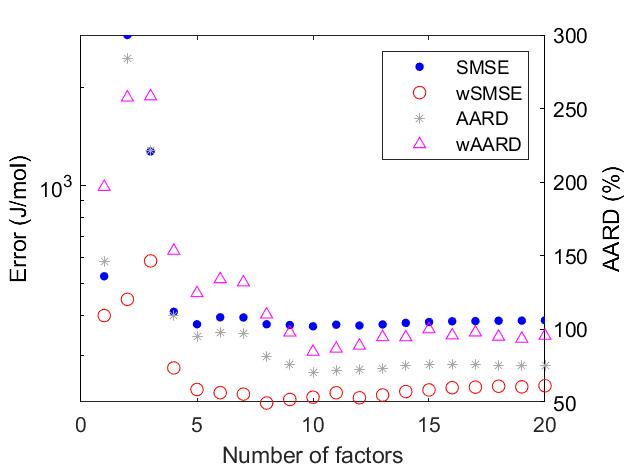 Error (J/mol)
10³
0
5
10
15
20
Number of factors
300
250
200
150
100
50
AARD (%)
SMSE
wSMSE
AARD
wAARD